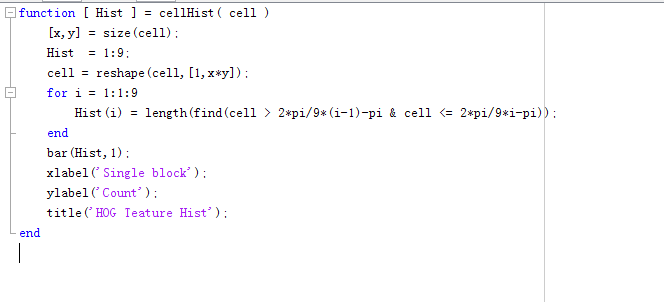 function [ Hist ] = cellHist( cell )
[x,y] = size(cell);
Hist = 1:9;
cell = reshape(cell,[1,x*y]);
for i = 1:1:9
Hist(i) = length(find(cell > 2*pi/9*(i-1)-pi & cell <= 2*pi/9*i-pi));
end
bar(Hist,1);
xlabel('Single block');
ylabel('Count');
title('HOG Teature Hist');
end